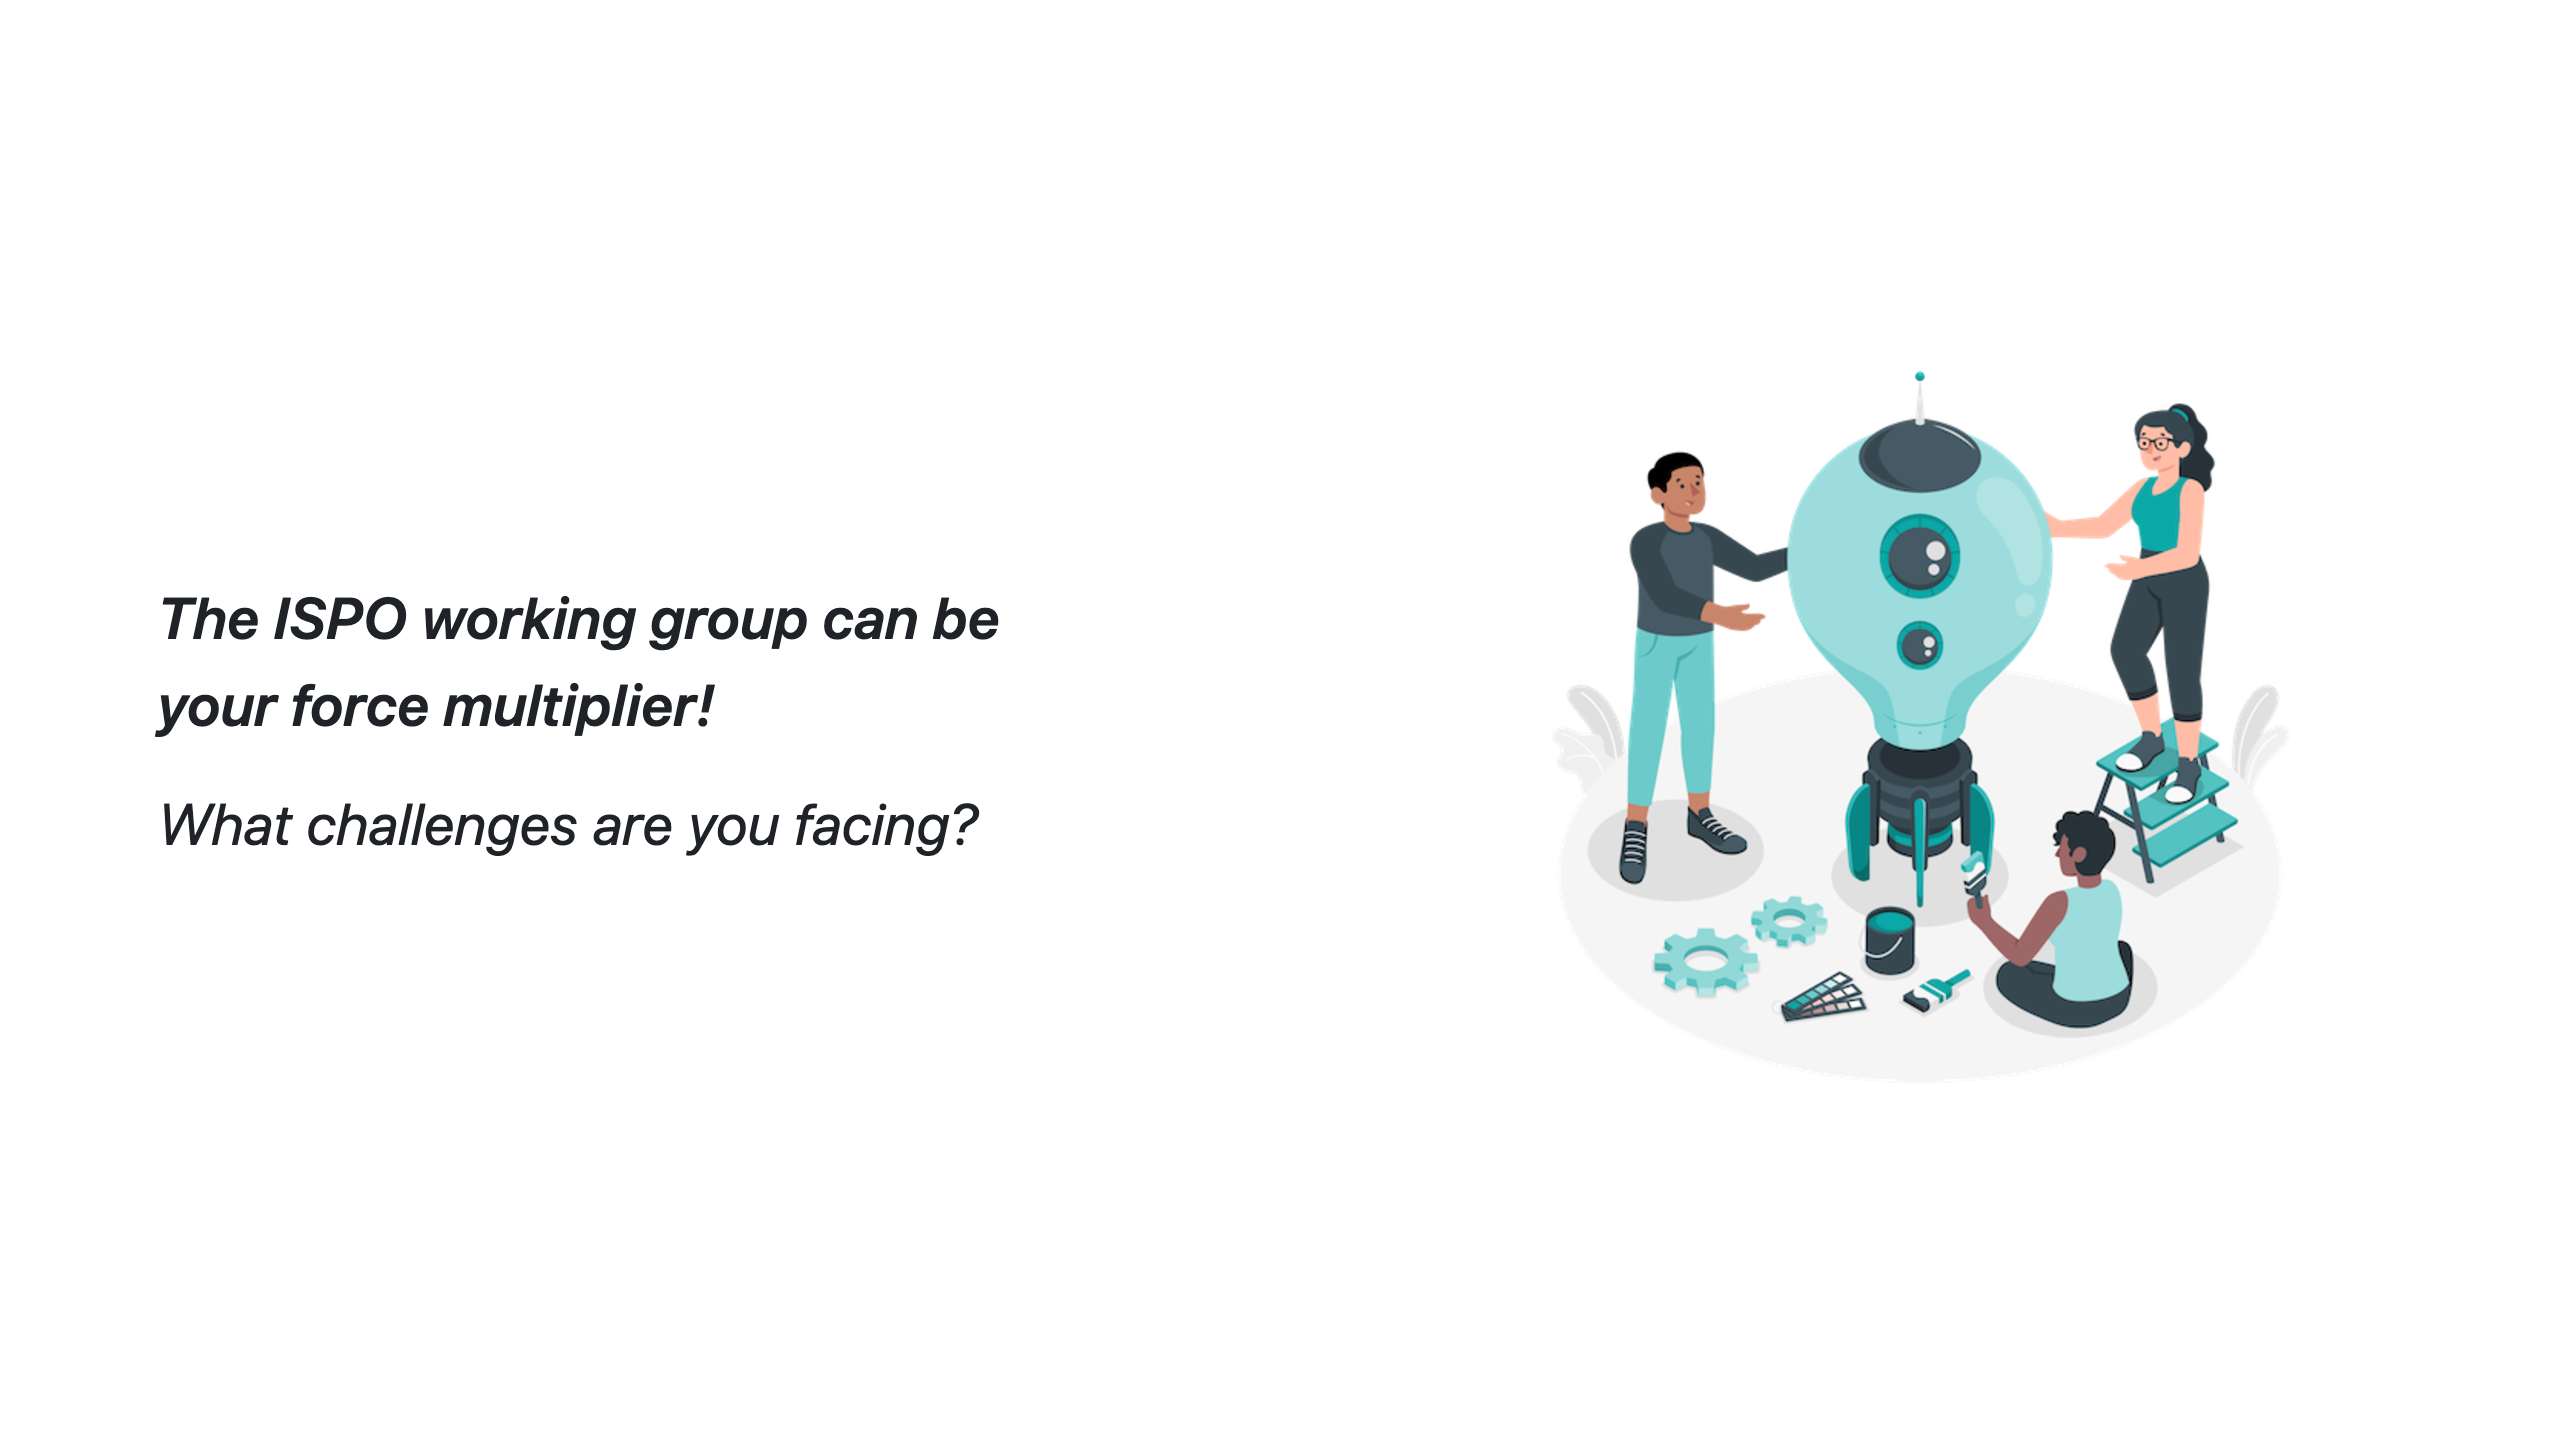 The ISPO working group can be
your force multiplier!
What challenges are you facing?